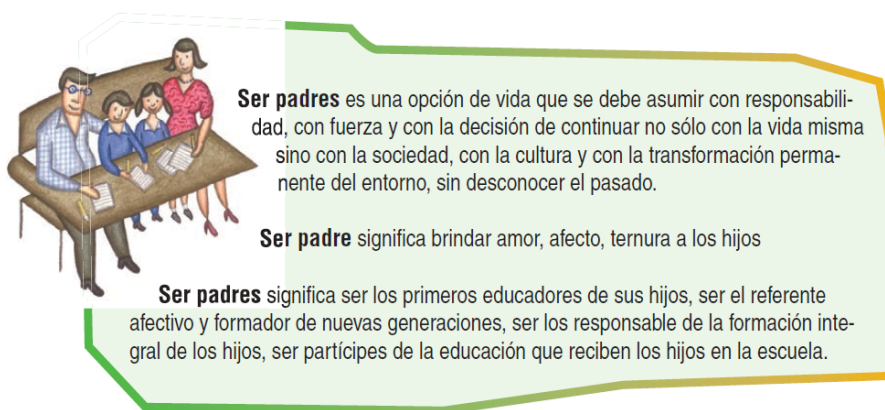 Ser padres es una opción de vida que se debe asumir con responsabili-
dad, con fuerza y con la decisión de continuar no sólo con la vida misma
sino con la sociedad, con la cultura y con la transformación perma-
nente del entorno, sin desconocer el pasado.
Ser padre significa brindar amor, afecto, ternura a los hijos
Ser padres significa ser los primeros educadores de sus hijos, ser el referente
afectivo y formador de nuevas generaciones, ser los responsable de la formación inte-
gral de los hijos, ser partícipes de la educación que reciben los hijos en la escuela.